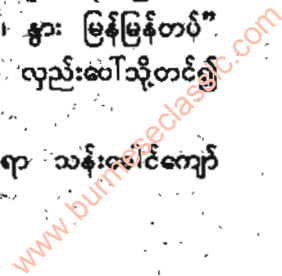 ၊ နွား မြန်မြန်တပ်”
လှည်းပေါ်သို့တင်၍
ရာ သန်းပေါင်ကျော်
www.burmeseclassic.com